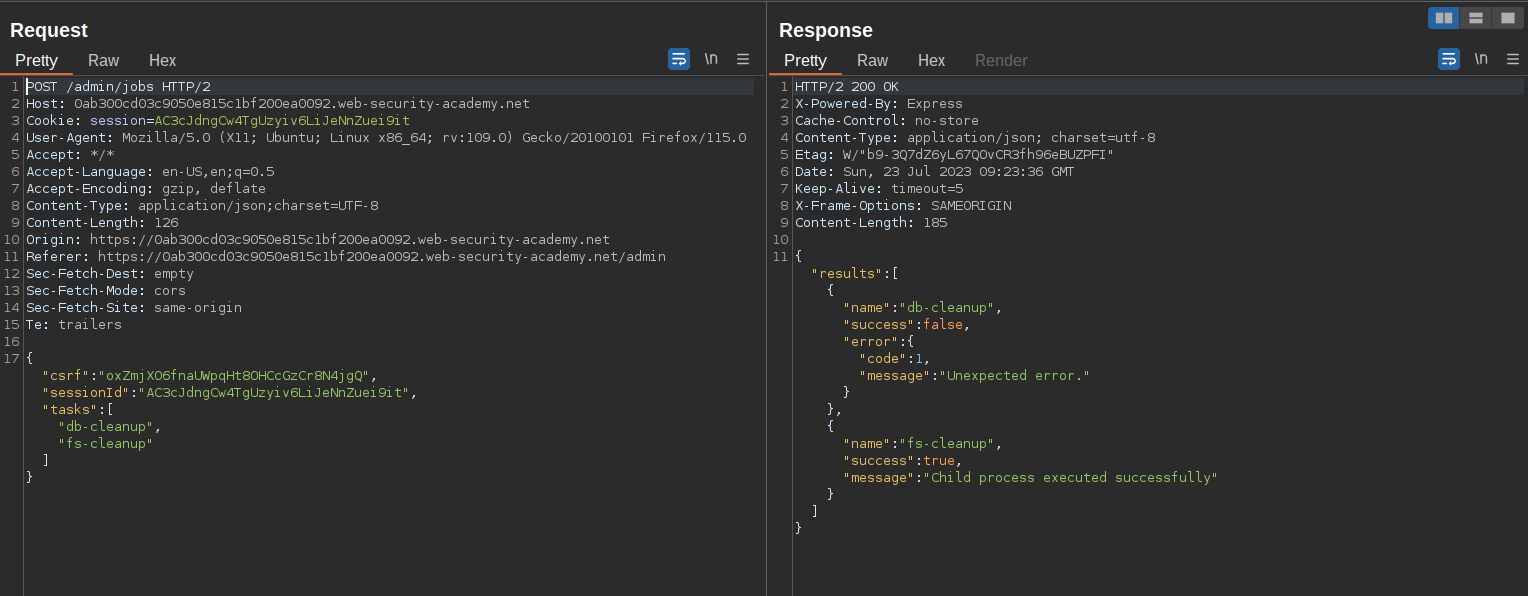 Request
Pretty Raw Hex \n
1 POST /admin/jobs HTTP/2
2 Host: 0ab300cd03c9050e815c1bf200ea0092.web-security-academy.net
3 Cookie: session=AC3cJdngCw4TgUzyiv6LiJeNnZuei9it
4 User-Agent: Mozilla/5.0 (X11; Ubuntu; Linux x86_64; rv:109.0) Gecko/20100101 Firefox/115.0
5 Accept: */*
6 Accept-Language: en-US,en;q=0.5
7 Accept-Encoding: gzip, deflate
8 Content-Type: application/json;charset=UTF-8
9 Content-Length: 126
10 Origin: https://0ab300cd03c9050e815c1bf200ea0092.web-security-academy.net
11 Referer: https://0ab300cd03c9050e815c1bf200ea0092.web-security-academy.net/admin
12 Sec-Fetch-Dest: empty
13 Sec-Fetch-Mode: cors
14 Sec-Fetch-Site: same-origin
15 Te: trailers
16
17 {
"csrf":"oxZmjXO6fnaUWpqHt8OHCcGzCr8N4jgQ",
"sessionId":"AC3cJdngCw4TgUzyiv6LiJeNnZuei9it",
"tasks":[
"db-cleanup",
"fs-cleanup"
]
}
Response
Pretty Raw Hex Render \n
1 HTTP/2 200 OK
2 X-Powered-By: Express
3 Cache-Control: no-store
4 Content-Type: application/json; charset=utf-8
5 Etag: W/"b9-3Q7dZ6yL67QOvCR3fh96eBUZPFI"
6 Date: Sun, 23 Jul 2023 09:23:36 GMT
7 Keep-Alive: timeout=5
8 X-Frame-Options: SAMEORIGIN
9 Content-Length: 185
10
11 {
"results":[
{
"name":"db-cleanup",
"success":false,
"error":{
"code":1,
"message":"Unexpected error."
}
},
{
"name":"fs-cleanup",
"success":true,
"message":"Child process executed successfully"
}
]
}